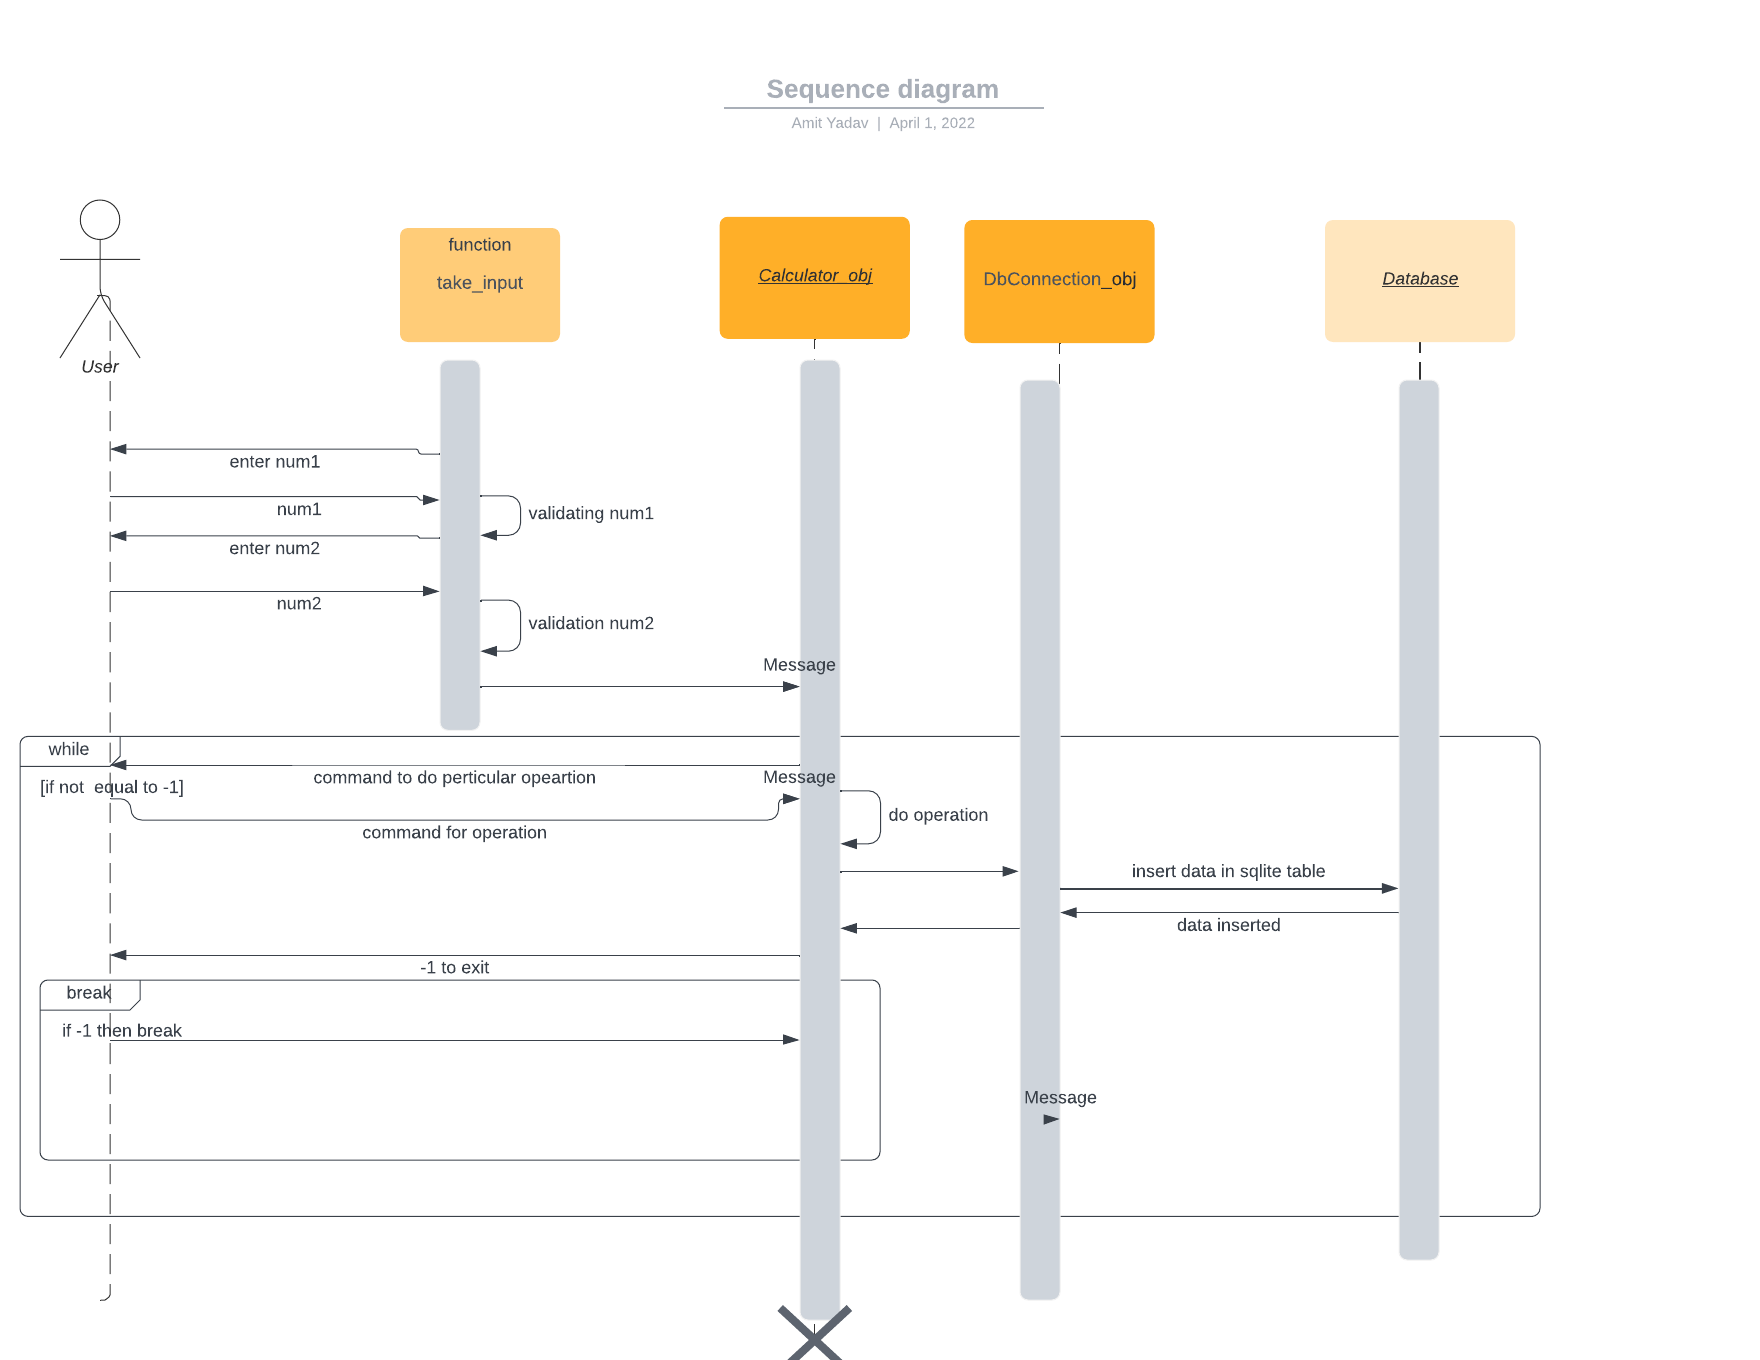 Sequence diagram
Amit Yadav | April 1, 2022
User
function
take_input
Calculator_obj
DbConnection_obj
Database
enter num1
num1
validating num1
enter num2
num2
validation num2
Message
while
[if not  equal to -1]
command to do perticular opeartion
Message
command for operation
do operation
insert data in sqlite table
data inserted
-1 to exit
break
if -1 then break
Message